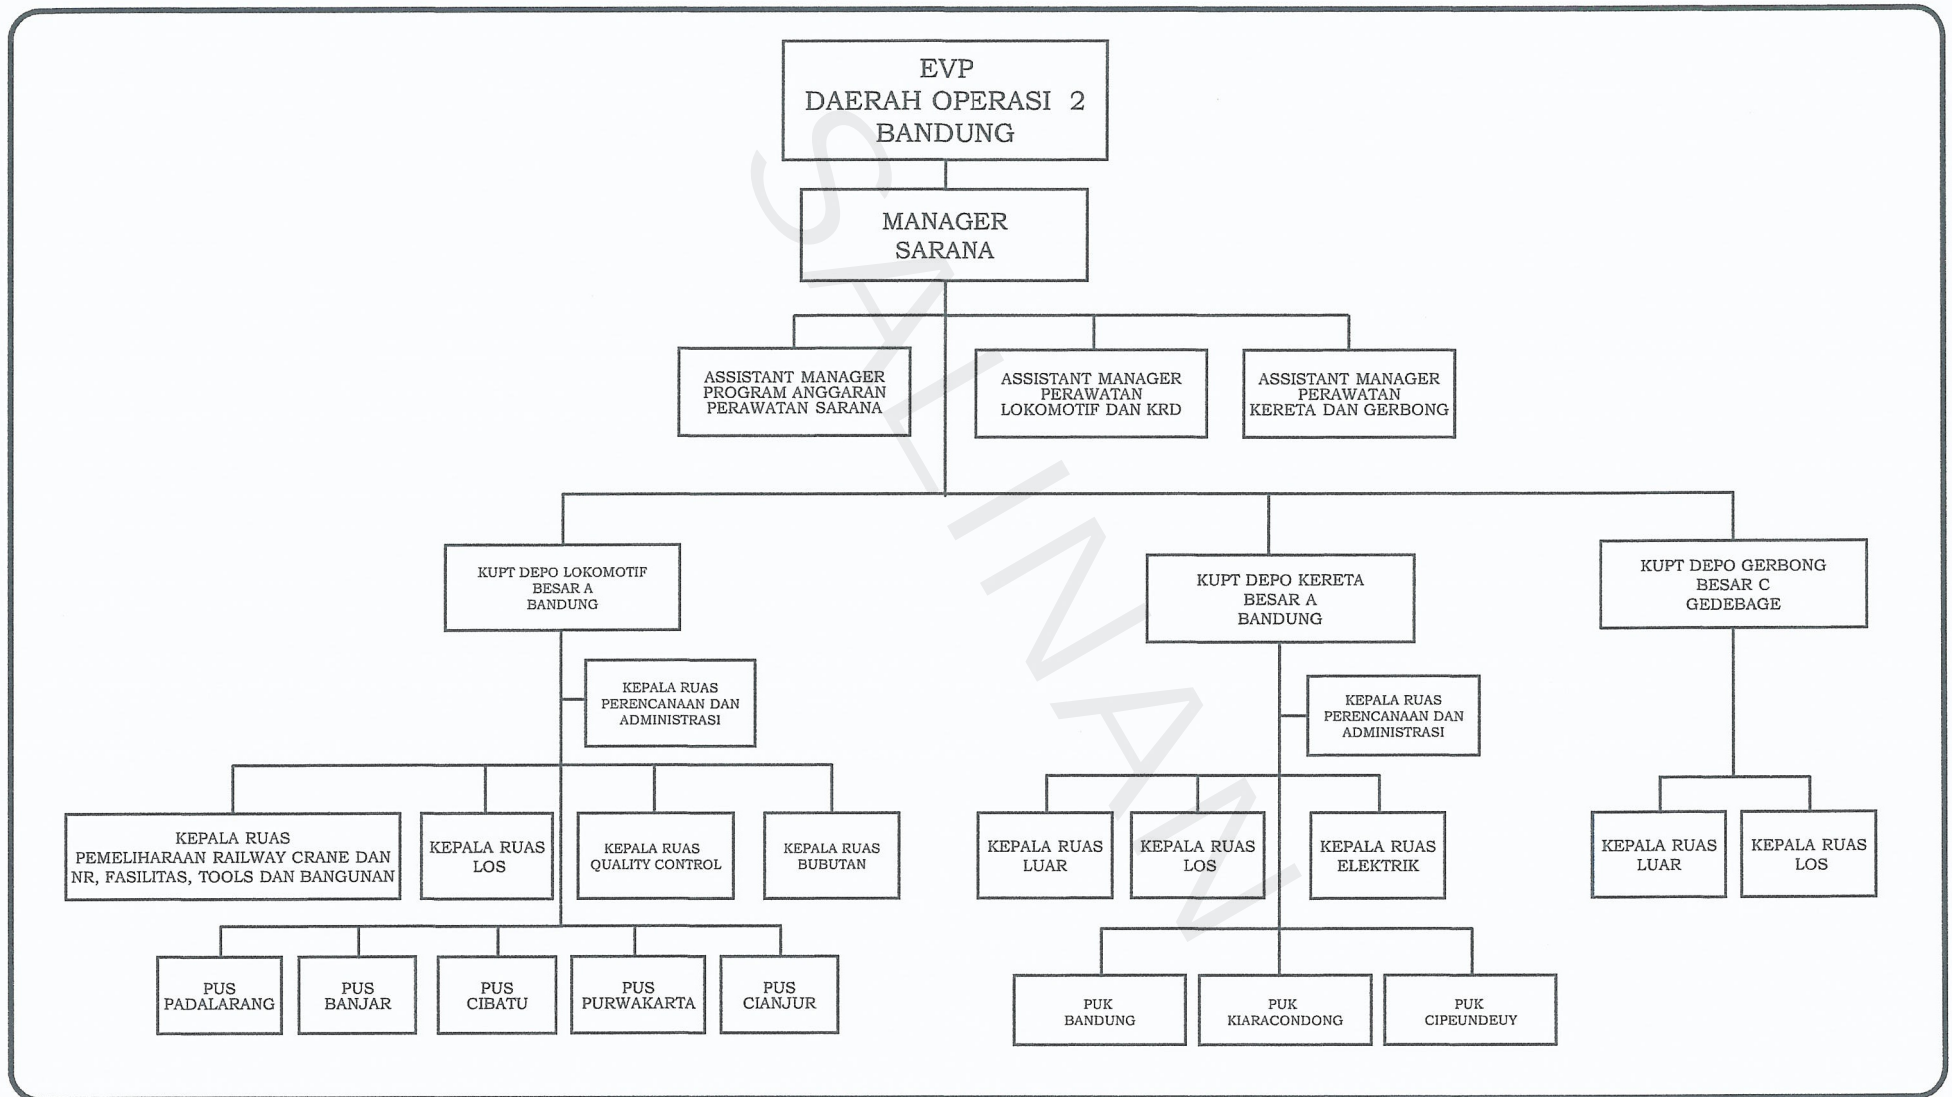 EVP
DAERAH OPERASI 2
BANDUNG
MANAGER
SARANA
ASSISTANT MANAGER
PROGRAM ANGGARAN
PERAWATAN SARANA
ASSISTANT MANAGER
PERAWATAN
LOKOMOTIF DAN KRD
ASSISTANT MANAGER
PERAWATAN
KERETA DAN GERBONG
KUPT DEPO LOKOMOTIF
BESAR A
BANDUNG
KUPT DEPO KERETA
BESAR A
BANDUNG
KUPT DEPO GERBONG
BESAR C
GEDEBAGE
KEPALA RUAS
PERENCANAAN DAN
ADMINISTRASI
KEPALA RUAS
PERENCANAAN DAN
ADMINISTRASI
KEPALA RUAS
PEMELIHARAAN RAILWAY CRANE DAN
NR, FASILITAS, TOOLS DAN BANGUNAN
KEPALA RUAS
LOS
KEPALA RUAS
QUALITY CONTROL
KEPALA RUAS
BUBUTAN
KEPALA RUAS
LUAR
KEPALA RUAS
LOS
KEPALA RUAS
ELEKTRIK
KEPALA RUAS
LUAR
KEPALA RUAS
LOS
PUS
PADALARANG
PUS
BANJAR
PUS
CIBATU
PUS
PURWAKARTA
PUS
CIANJUR
PUK
BANDUNG
PUK
KIARACONDONG
PUK
CIPEUNDEUY
SALINAN